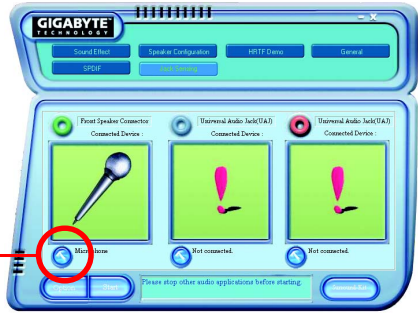 GIGABYTE
TECHNOLOGY
Sound Effect
Speaker Configuration
HRTF Demo
General
SPDIF
Jack Sensing
Front Speaker Connector
Connected Device :
Universal Audio Jack(UAJ)
Connected Device :
Universal Audio Jack(UAJ)
Connected Device :
Microphone
Not connected.
Not connected.
Start
Please stop other audio applications before starting.